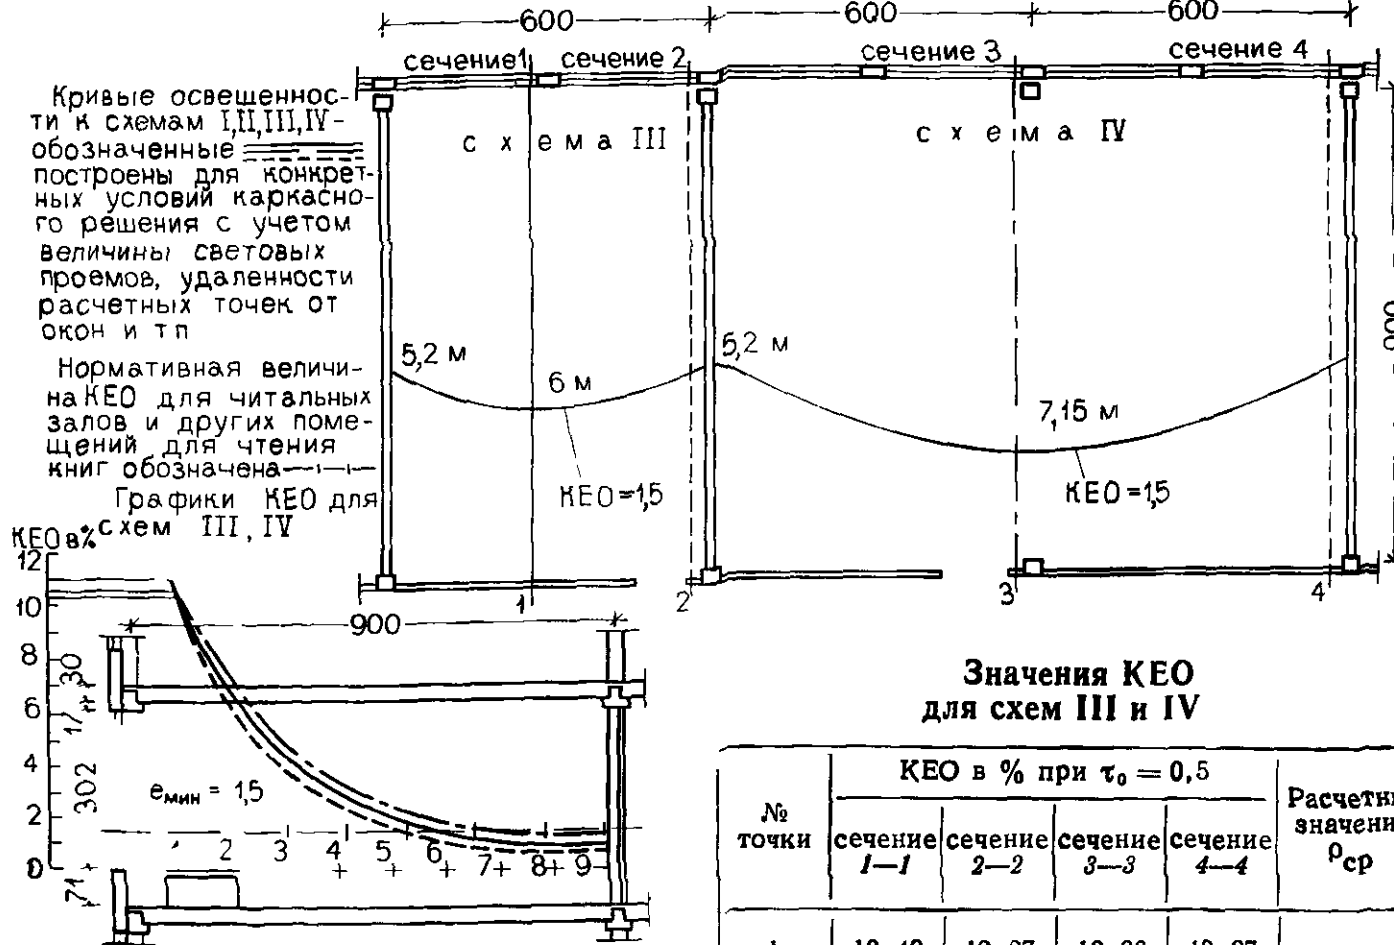 600
600
600
сечение 1
сечение 2
сечение 3
сечение 4
Кривые освещеннос-
ти к схемам I,II,III,IV-
обозначенные
построены для конкрет-
ных условий каркасно-
го решения с учетом
величины световых
проемов, удаленности
расчетных точек от
окон и т п
Нормативная величи-
на КЕО для читальных
залов и других поме-
щений для чтения
книг обозначена
схема III
схема IV
5,2 м
6 м
5,2 м
7,15 м
КЕО=1,5
КЕО=1,5
1
2
3
4
Графики КЕО для
схем III, IV
КЕО в%
12
10
8
6
4
2
0
900
30
17
302
71
eмин = 1,5
2 3 4 5 6 7 8 9
Значения КЕО
для схем III и IV
№
точки
КЕО в % при τ₀ = 0,5
сечение
1—1
сечение
2—2
сечение
3—3
сечение
4—4
ρср